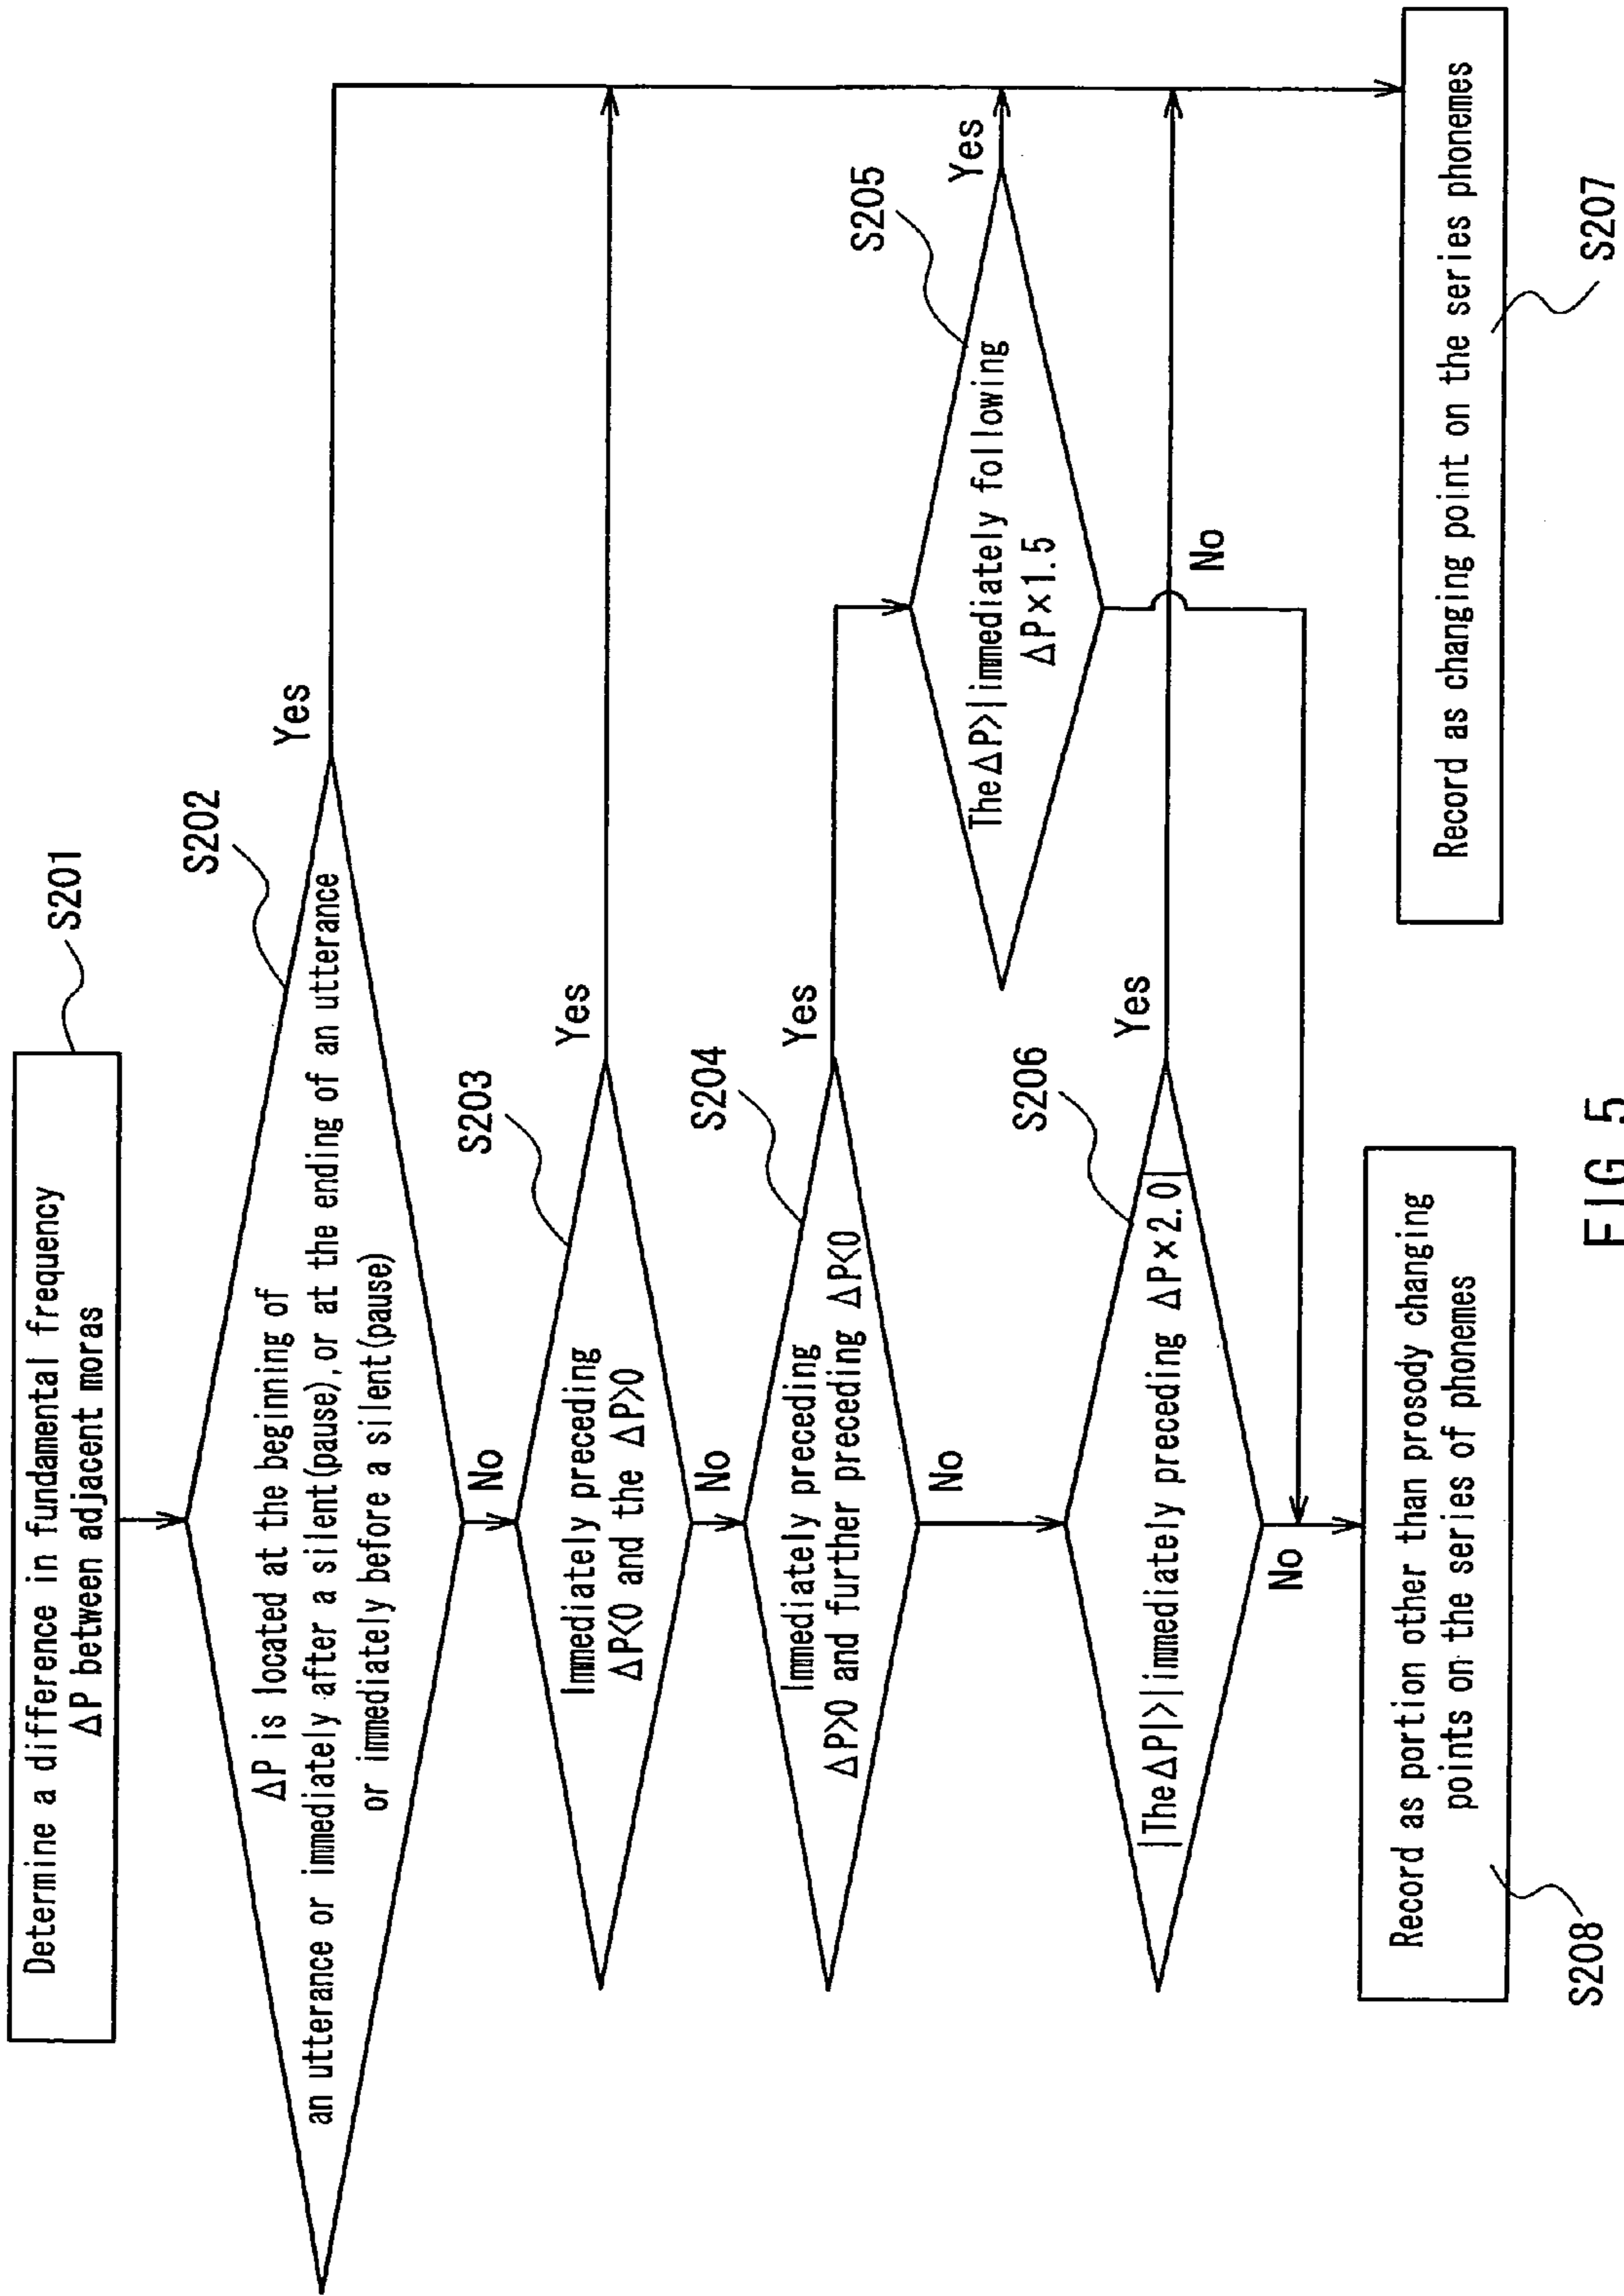 Determine a difference in fundamental frequency
ΔP between adjacent moras
S201
ΔP is located at the beginning of
an utterance or immediately after a silent(pause),or at the ending of an utterance
or immediately before a silent(pause)
S202
Yes
No
Immediately preceding
ΔP<0 and the ΔP>0
S203
Yes
No
Immediately preceding
ΔP>0 and further preceding ΔP<0
S204
Yes
No
The ΔP>|immediately following
ΔP×1.5
S205
Yes
No
|The ΔP|>|immediately preceding ΔP×2.0|
S206
Yes
No
Record as portion other than prosody changing
points on the series of phonemes
S208
Record as changing point on the series phonemes
S207
FIG. 5